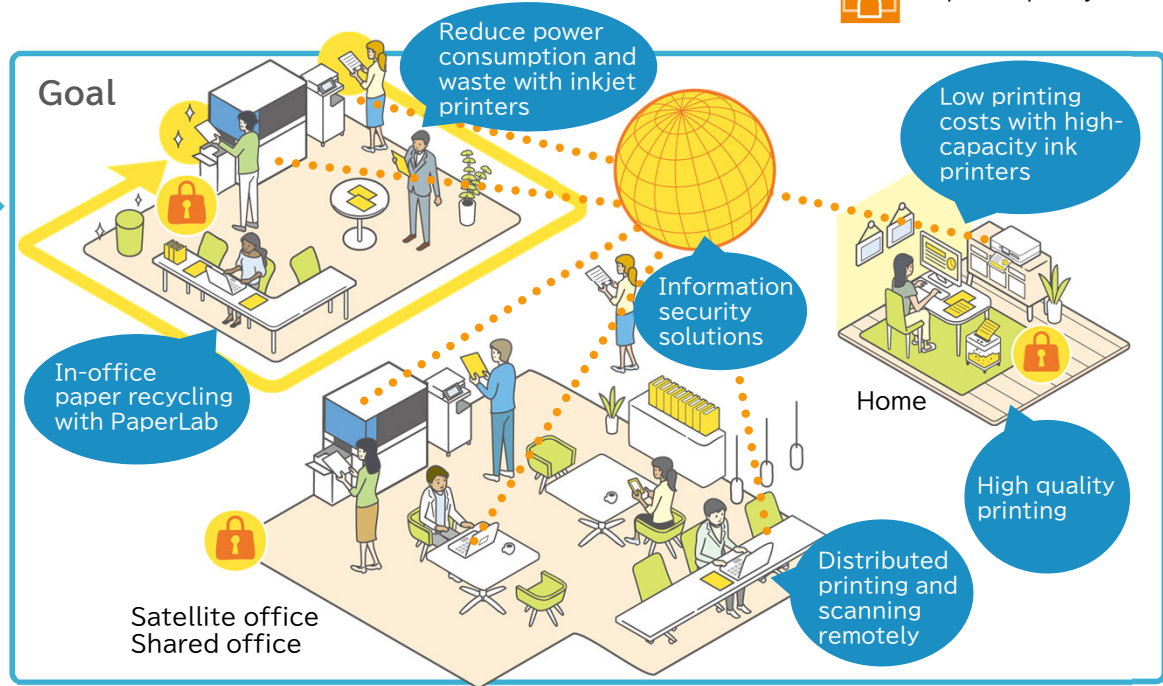 Goal
Reduce power
consumption and
waste with inkjet
printers
Low printing
costs with high-
capacity ink
printers
Information
security
solutions
In-office
paper recycling
with PaperLab
Home
High quality
printing
Distributed
printing and
scanning
remotely
Satellite office
Shared office